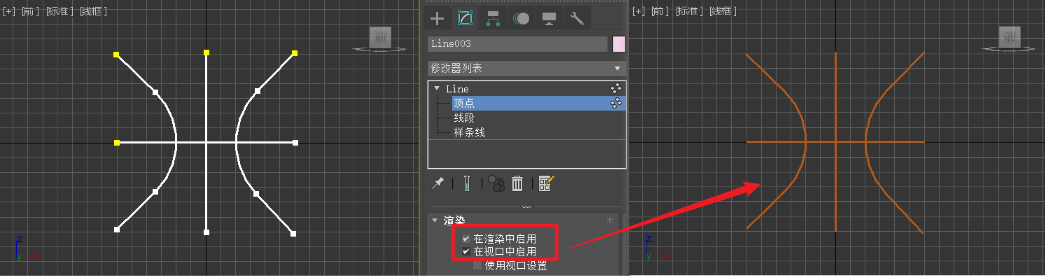 [+] [前] [标准] [线框]
前
Line003
修改器列表
Line
顶点
线段
样条线
渲染
在渲染中启用
在视口中启用
使用视口设置
[+] [前] [标准] [线框]
前